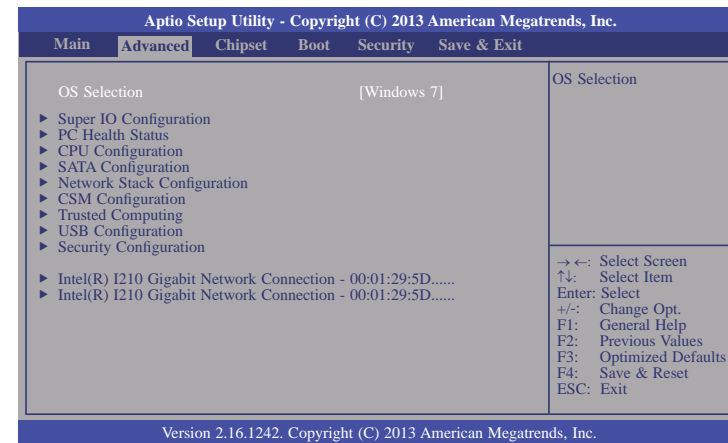 Aptio Setup Utility - Copyright (C) 2013 American Megatrends, Inc.
Main Advanced Chipset Boot Security Save & Exit
OS Selection [Windows 7]
▶ Super IO Configuration
▶ PC Health Status
▶ CPU Configuration
▶ SATA Configuration
▶ Network Stack Configuration
▶ CSM Configuration
▶ Trusted Computing
▶ USB Configuration
▶ Security Configuration
▶ Intel(R) I210 Gigabit Network Connection - 00:01:29:5D......
▶ Intel(R) I210 Gigabit Network Connection - 00:01:29:5D......
OS Selection
→←: Select Screen
↑↓: Select Item
Enter: Select
+/-: Change Opt.
F1: General Help
F2: Previous Values
F3: Optimized Defaults
F4: Save & Reset
ESC: Exit
Version 2.16.1242. Copyright (C) 2013 American Megatrends, Inc.